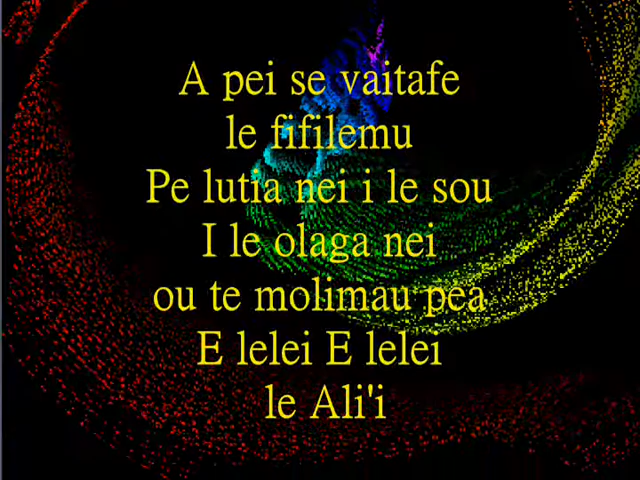 A pei se vaitafe
le fifilemu
Pe lutia nei i le sou
I le olaga nei
ou te molimau pea
E lelei E lelei
le Ali'i